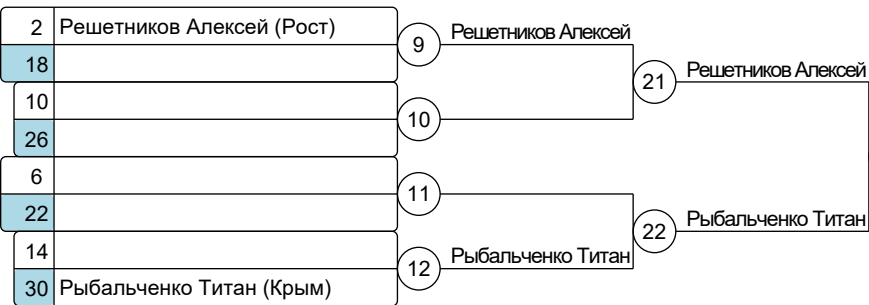 2 Решетников Алексей (Рост)
9 Решетников Алексей
18
21 Решетников Алексей
10
10
26
6
11
22
22 Рыбальченко Титан
14
12 Рыбальченко Титан
30 Рыбальченко Титан (Крым)